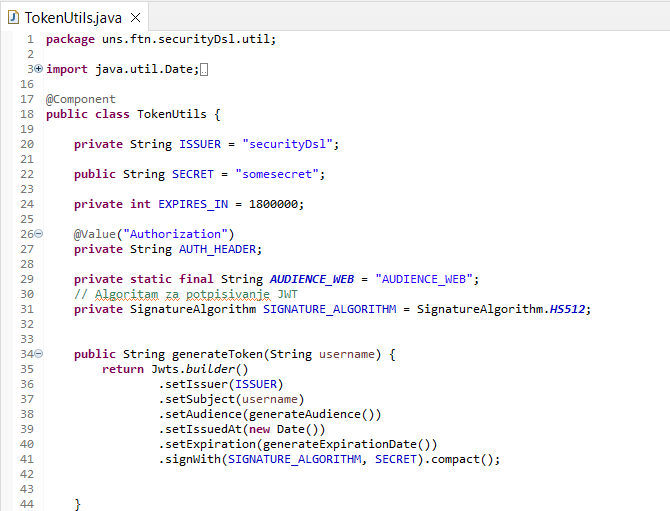 TokenUtils.java
1 package uns.ftn.securityDsl.util;
2
3 import java.util.Date;
16
17 @Component
18 public class TokenUtils {
19
20     private String ISSUER = "securityDsl";
21
22     public String SECRET = "somesecret";
23
24     private int EXPIRES_IN = 1800000;
25
26     @Value("Authorization")
27     private String AUTH_HEADER;
28
29     private static final String AUDIENCE_WEB = "AUDIENCE_WEB";
30     // Algoritam za potpisivanje JWT
31     private SignatureAlgorithm SIGNATURE_ALGORITHM = SignatureAlgorithm.HS512;
32
33
34     public String generateToken(String username) {
35         return Jwts.builder()
36                 .setIssuer(ISSUER)
37                 .setSubject(username)
38                 .setAudience(generateAudience())
39                 .setIssuedAt(new Date())
40                 .setExpiration(generateExpirationDate())
41                 .signWith(SIGNATURE_ALGORITHM, SECRET).compact();
42
43
44     }